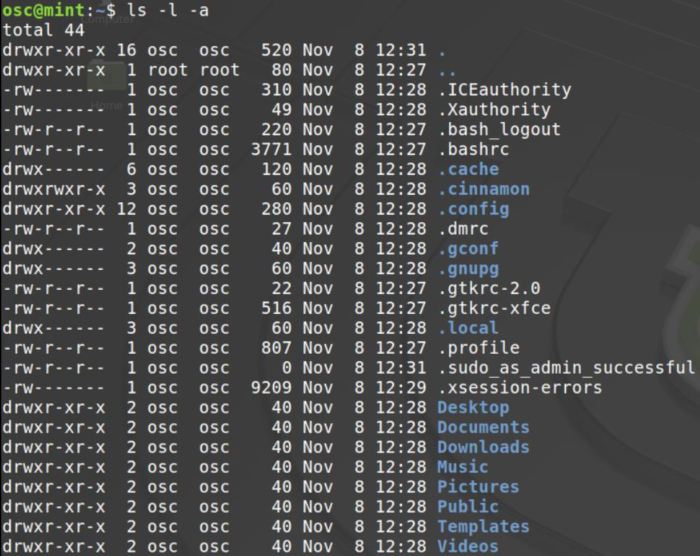 osc@mint:~$ ls -l -a
total 44
drwxr-xr-x 16 osc  osc   520 Nov  8 12:31 .
drwxr-xr-x  1 root root   80 Nov  8 12:27 ..
-rw-------  1 osc  osc   310 Nov  8 12:28 .ICEauthority
-rw-------  1 osc  osc    49 Nov  8 12:28 .Xauthority
-rw-r--r--  1 osc  osc   220 Nov  8 12:27 .bash_logout
-rw-r--r--  1 osc  osc  3771 Nov  8 12:27 .bashrc
drwx------  6 osc  osc   120 Nov  8 12:28 .cache
drwxrwxr-x  3 osc  osc    60 Nov  8 12:28 .cinnamon
drwxr-xr-x 12 osc  osc   280 Nov  8 12:28 .config
-rw-r--r--  1 osc  osc    27 Nov  8 12:28 .dmrc
drwx------  2 osc  osc    40 Nov  8 12:28 .gconf
drwx------  3 osc  osc    60 Nov  8 12:28 .gnupg
-rw-r--r--  1 osc  osc    22 Nov  8 12:27 .gtkrc-2.0
-rw-r--r--  1 osc  osc   516 Nov  8 12:27 .gtkrc-xfce
drwx------  3 osc  osc    60 Nov  8 12:28 .local
-rw-r--r--  1 osc  osc   807 Nov  8 12:27 .profile
-rw-r--r--  1 osc  osc     0 Nov  8 12:31 .sudo_as_admin_successful
-rw-------  1 osc  osc  9209 Nov  8 12:29 .xsession-errors
drwxr-xr-x  2 osc  osc    40 Nov  8 12:28 Desktop
drwxr-xr-x  2 osc  osc    40 Nov  8 12:28 Documents
drwxr-xr-x  2 osc  osc    40 Nov  8 12:28 Downloads
drwxr-xr-x  2 osc  osc    40 Nov  8 12:28 Music
drwxr-xr-x  2 osc  osc    40 Nov  8 12:28 Pictures
drwxr-xr-x  2 osc  osc    40 Nov  8 12:28 Public
drwxr-xr-x  2 osc  osc    40 Nov  8 12:28 Templates
drwxr-xr-x  2 osc  osc    40 Nov  8 12:28 Videos
Computer
Home